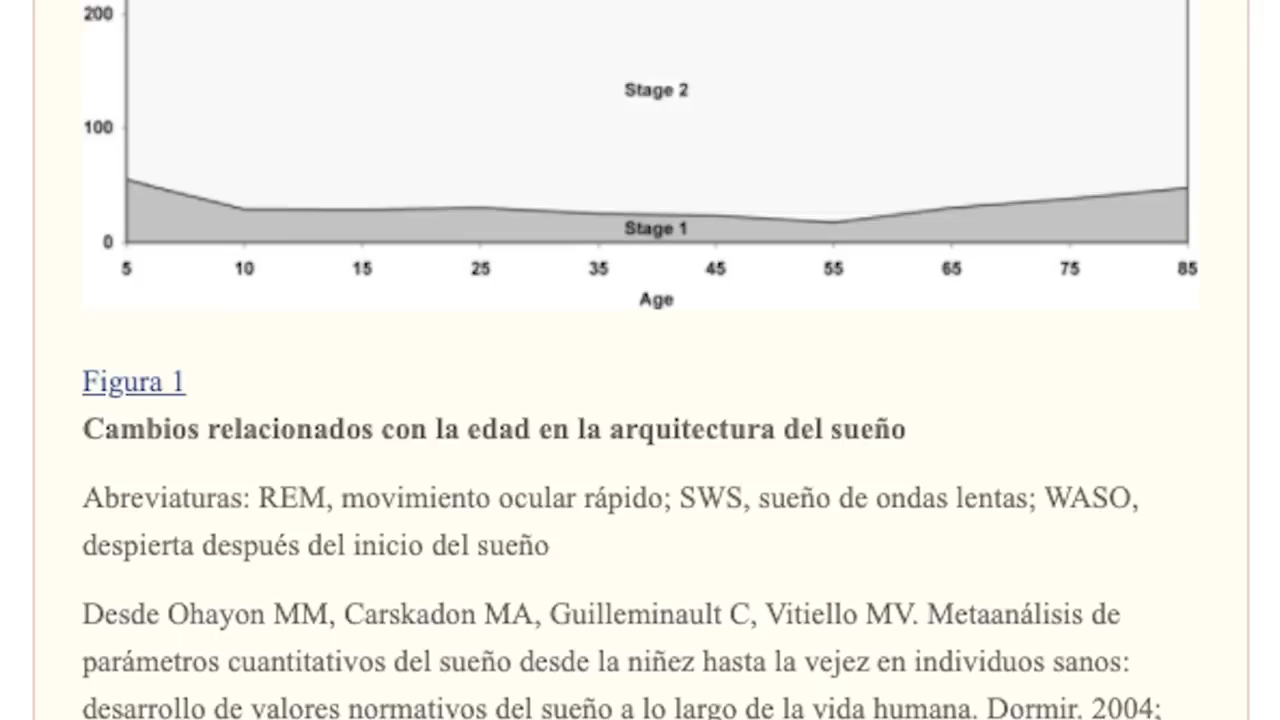 200
Stage 2
100
Stage 1
0
5 10 15 25 35 45 55 65 75 85
Age
Figura 1
Cambios relacionados con la edad en la arquitectura del sueño
Abreviaturas: REM, movimiento ocular rápido; SWS, sueño de ondas lentas; WASO,
despierta después del inicio del sueño
Desde Ohayon MM, Carskadon MA, Guilleminault C, Vitiello MV. Metaanálisis de
parámetros cuantitativos del sueño desde la niñez hasta la vejez en individuos sanos:
desarrollo de valores normativos del sueño a lo largo de la vida humana. Dormir. 2004;